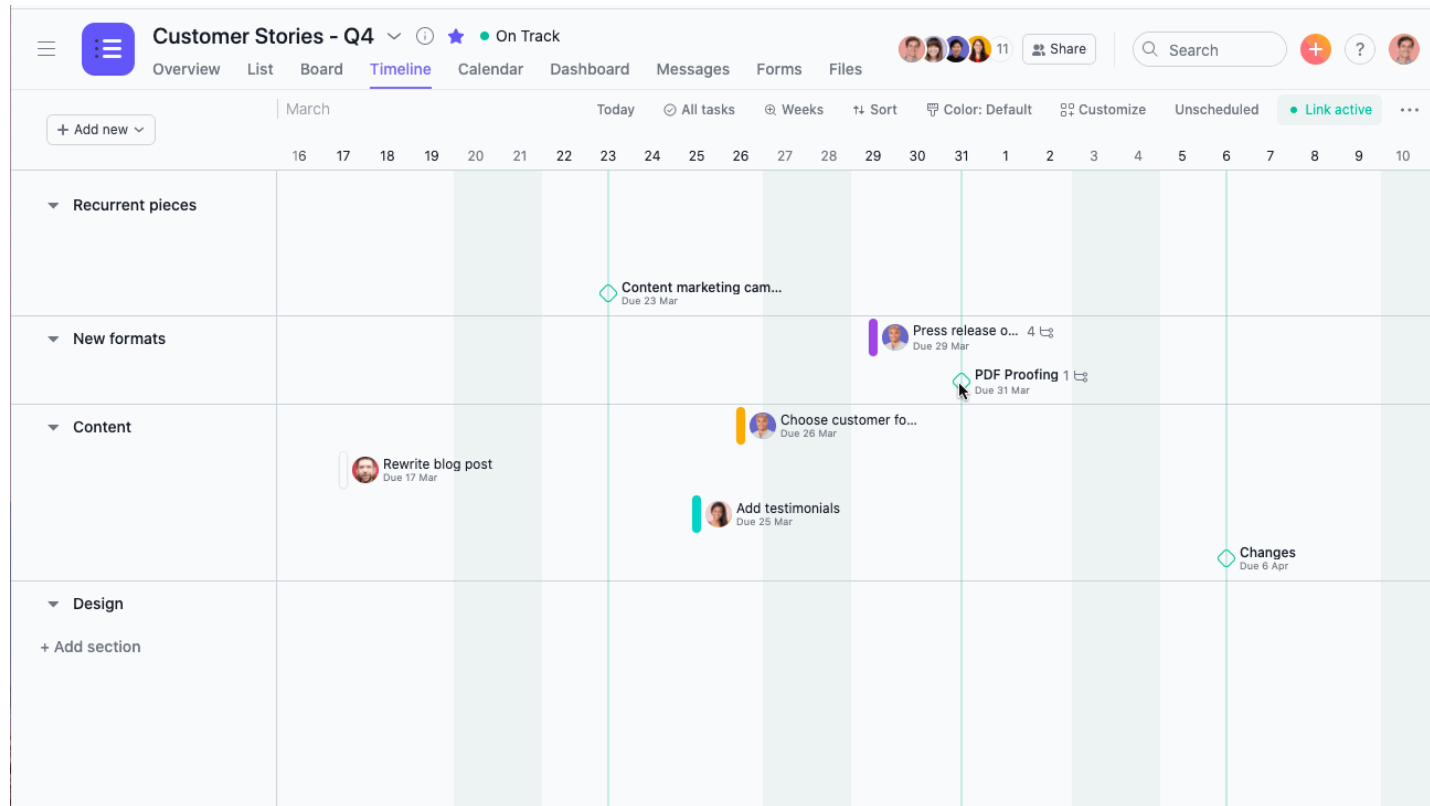 Customer Stories - Q4
On Track
11
Share
Search
?
Overview List Board Timeline Calendar Dashboard Messages Forms Files
March
Today All tasks Weeks Sort Color: Default Customize Unscheduled Link active
+ Add new
16 17 18 19 20 21 22 23 24 25 26 27 28 29 30 31 1 2 3 4 5 6 7 8 9 10
Recurrent pieces
Content marketing cam...
Due 23 Mar
New formats
Press release o... 4
Due 29 Mar
PDF Proofing 1
Due 31 Mar
Content
Choose customer fo...
Due 26 Mar
Rewrite blog post
Due 17 Mar
Add testimonials
Due 25 Mar
Changes
Due 6 Apr
Design
+ Add section